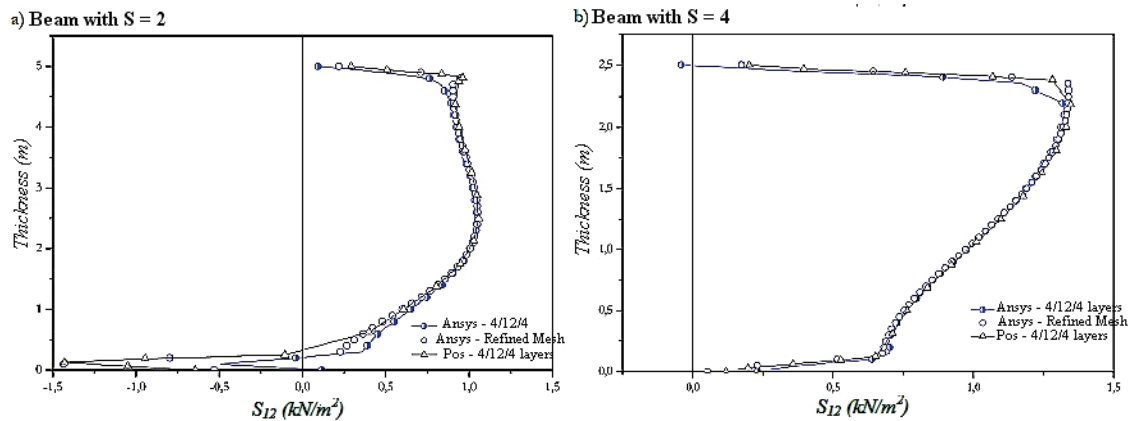 a) Beam with S = 2
5
4
3
2
1
0
Thickness (m)
-1,5
-1,0
-0,5
0,0
0,5
1,0
1,5
S12 (kN/m2)
Ansys - 4/12/4
Ansys - Refined Mesh
Pos - 4/12/4 layers
b) Beam with S = 4
2,5
2,0
1,5
1,0
0,5
0,0
Thickness (m)
0,0
0,5
1,0
1,5
S12 (kN/m2)
Ansys - 4/12/4 layers
Ansys - Refined Mesh
Pos - 4/12/4 layers